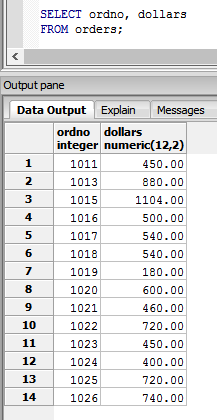 SELECT ordno, dollars
FROM orders;
Output pane
Data Output Explain Messages
ordno dollars
integer numeric(12,2)
1 1011 450.00
2 1013 880.00
3 1015 1104.00
4 1016 500.00
5 1017 540.00
6 1018 540.00
7 1019 180.00
8 1020 600.00
9 1021 460.00
10 1022 720.00
11 1023 450.00
12 1024 400.00
13 1025 720.00
14 1026 740.00